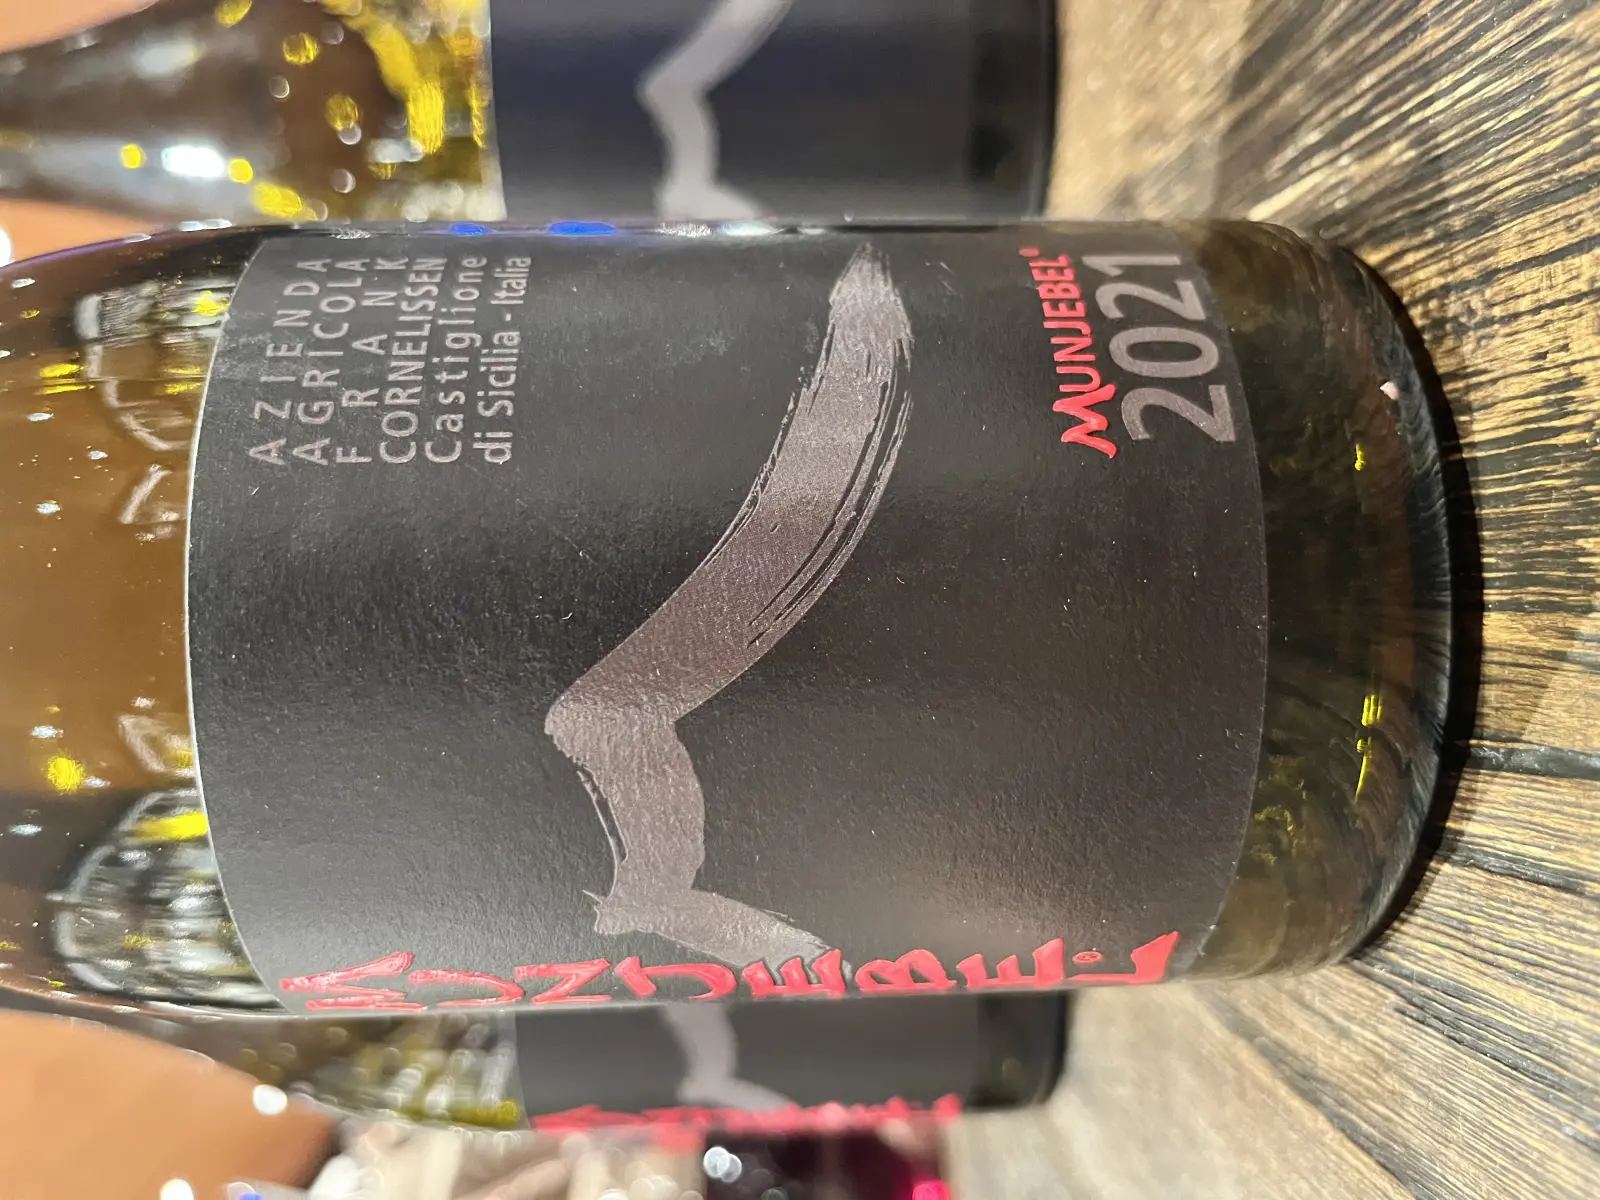 AZIENDA
AGRICOLA
FRANK
CORNELISSEN
Castiglione
di Sicilia - Italia
MUNJEBEL®
2021
MUNJEBEL®